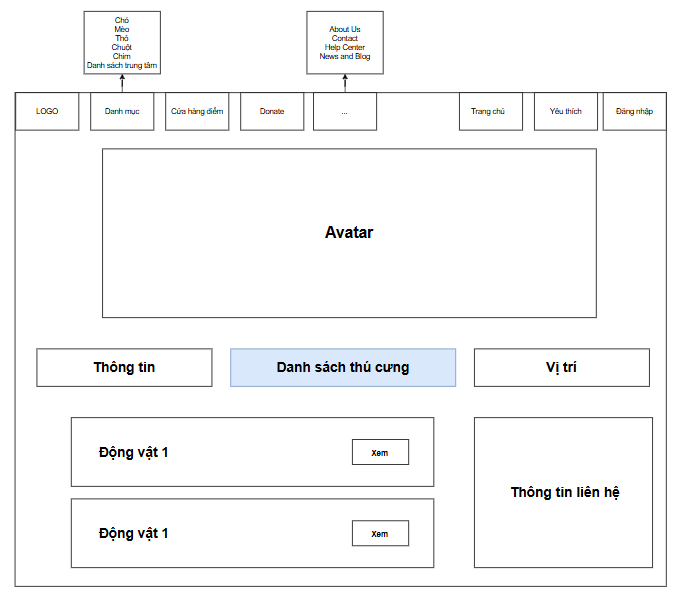 Chó
Mèo
Thỏ
Chuột
Chim
Danh sách trung tâm
About Us
Contact
Help Center
News and Blog
LOGO
Danh mục
Cửa hàng điểm
Donate
...
Trang chủ
Yêu thích
Đăng nhập
Avatar
Thông tin
Danh sách thú cưng
Vị trí
Động vật 1
Xem
Thông tin liên hệ
Động vật 1
Xem